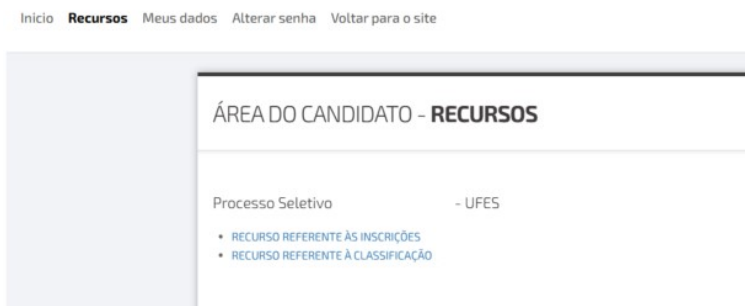 Inicio Recursos Meus dados Alterar senha Voltar para o site
ÁREA DO CANDIDATO - RECURSOS
Processo Seletivo - UFES
RECURSO REFERENTE ÀS INSCRIÇÕES
RECURSO REFERENTE À CLASSIFICAÇÃO